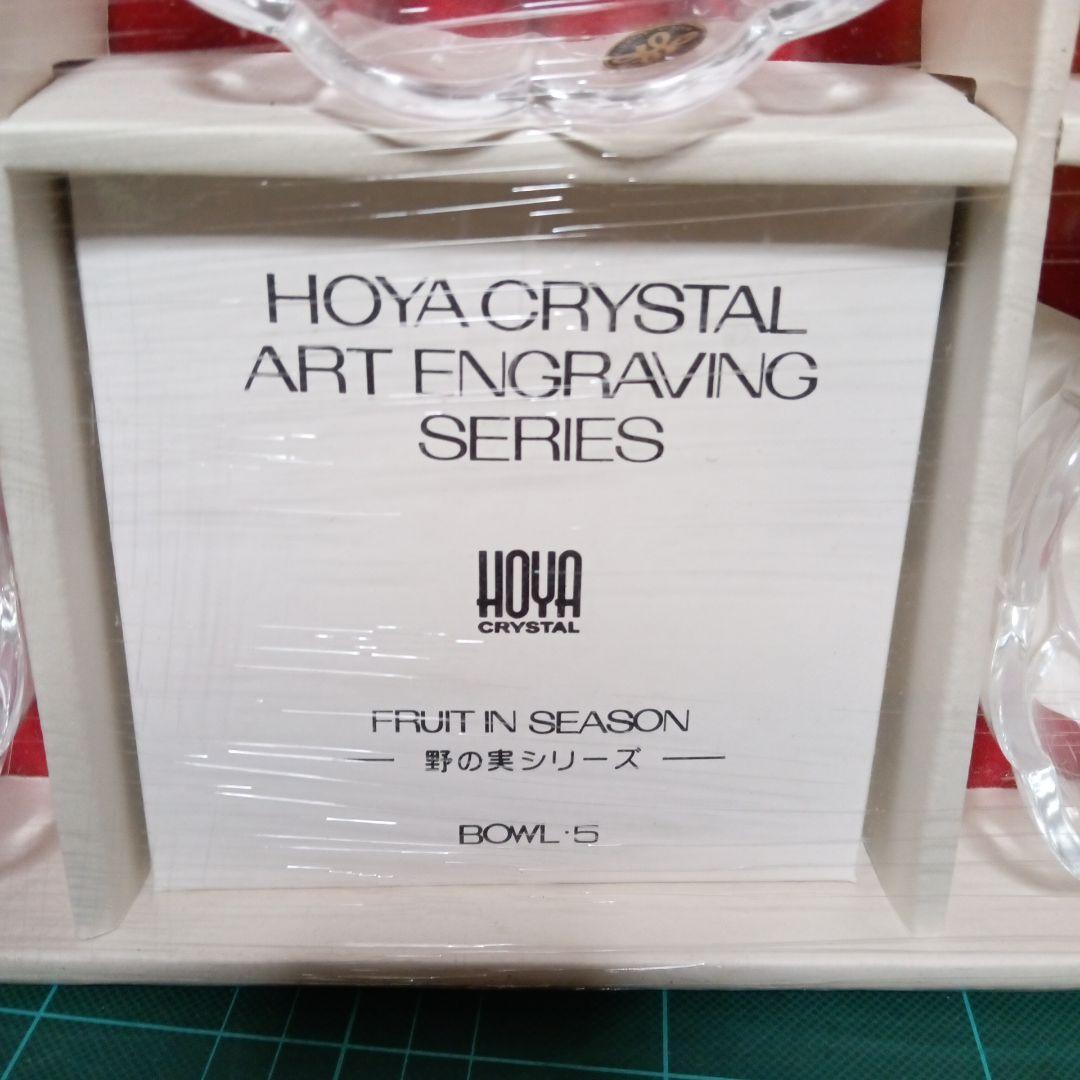 HOYA CRYSTAL
ART ENGRAVING
SERIES
HOYA
CRYSTAL
FRUIT IN SEASON
野の実シリーズ
BOWL·5